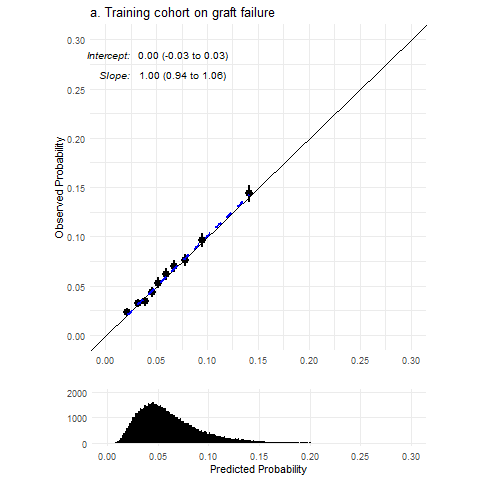 a. Training cohort on graft failure
0.30
Intercept: 0.00 (-0.03 to 0.03)
Slope: 1.00 (0.94 to 1.06)
0.25
0.20
Observed Probability
0.15
0.10
0.05
0.00
0.00 0.05 0.10 0.15 0.20 0.25 0.30
2000
1000
0
0.00 0.05 0.10 0.15 0.20 0.25 0.30
Predicted Probability